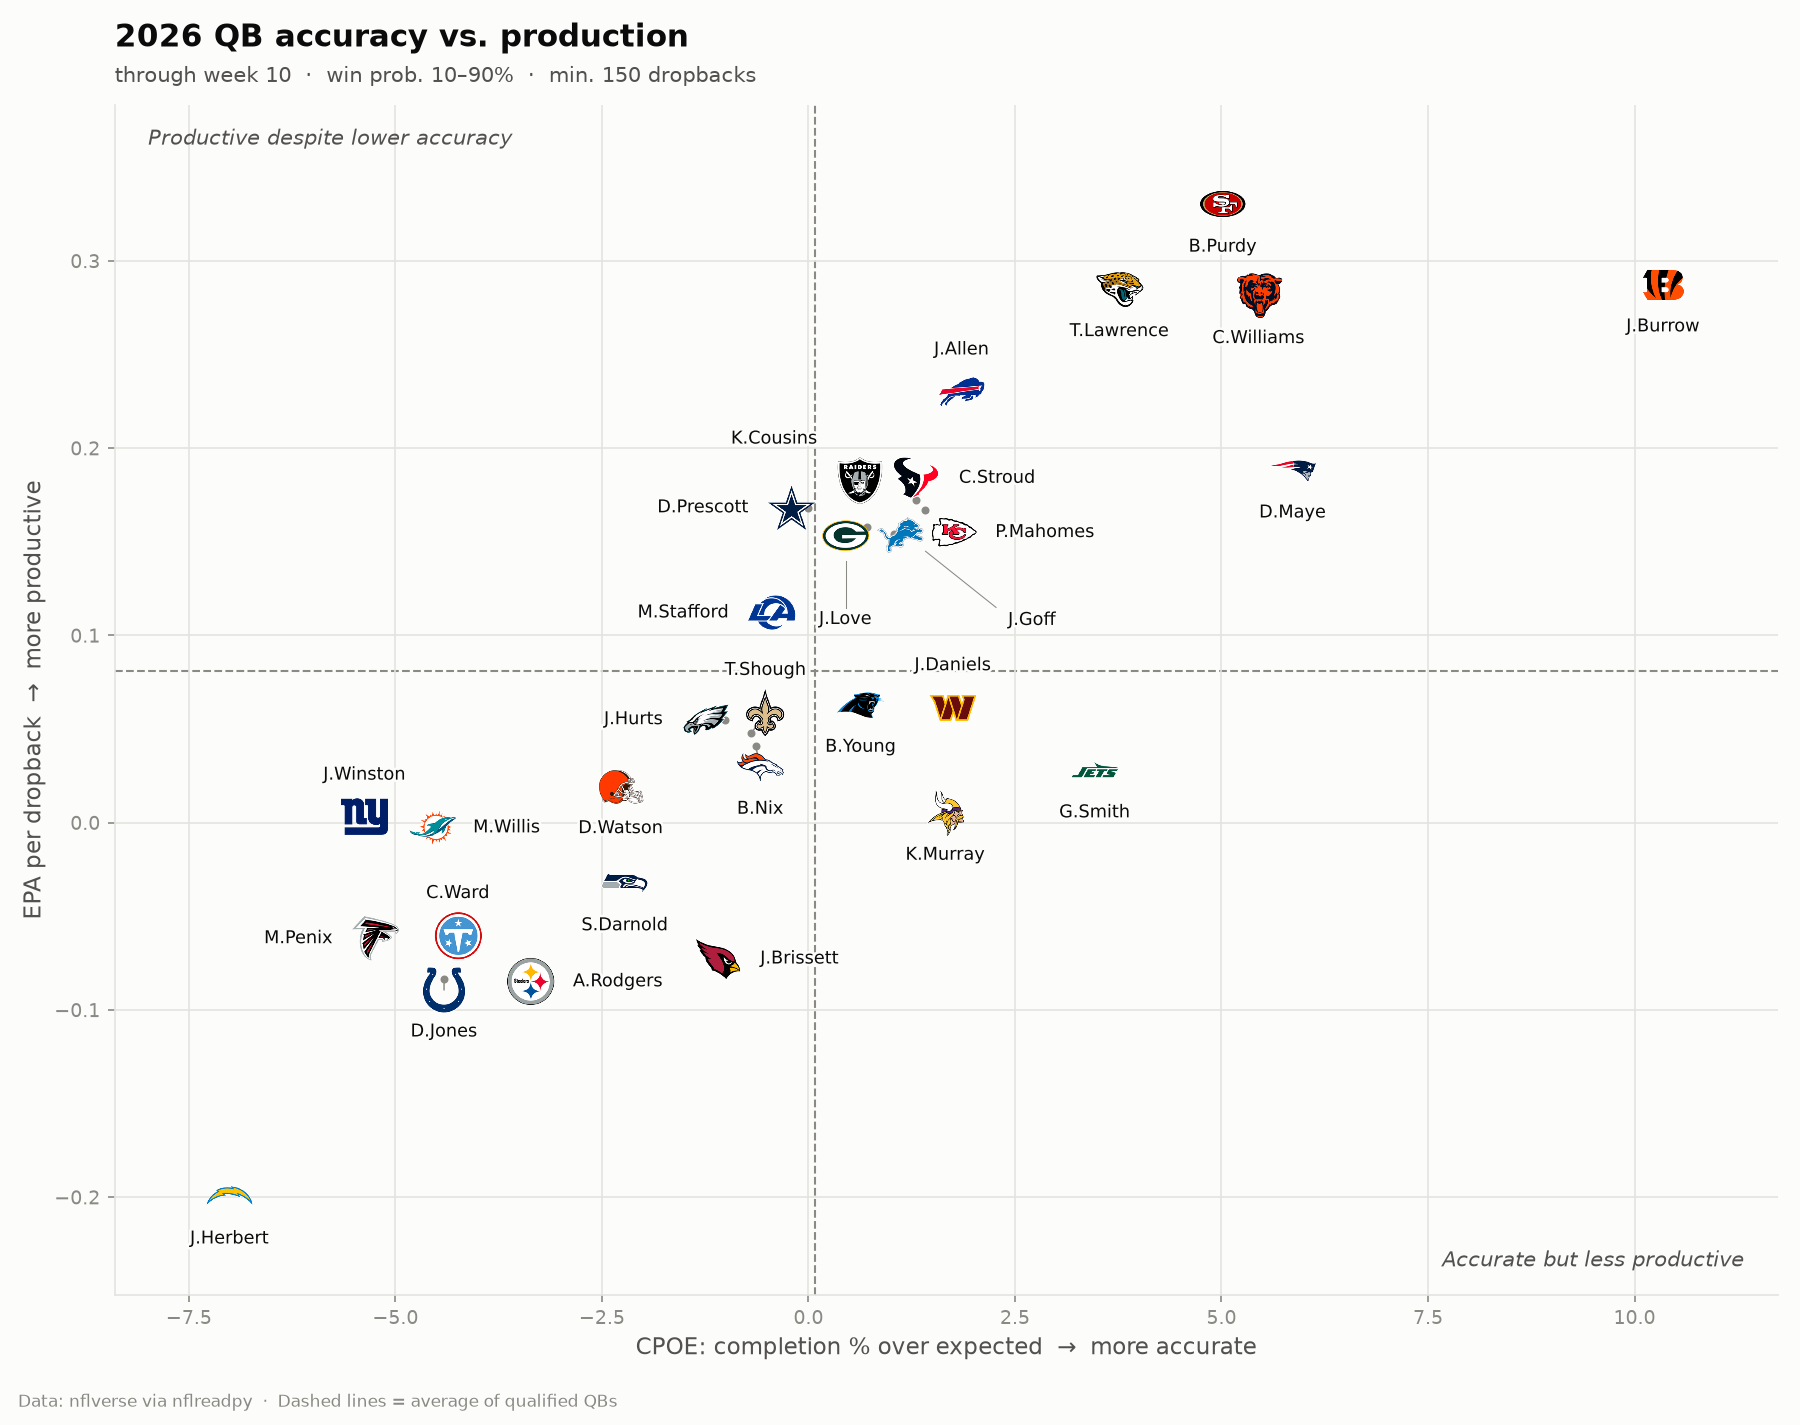 2026 QB accuracy vs. production
through week 10 · win prob. 10–90% · min. 150 dropbacks
Productive despite lower accuracy
B.Purdy
0.3
T.Lawrence
C.Williams
J.Burrow
J.Allen
K.Cousins
0.2
RAIDERS
C.Stroud
D.Prescott
D.Maye
P.Mahomes
M.Stafford
J.Love
J.Goff
0.1
T.Shough
J.Daniels
J.Hurts
B.Young
J.Winston
ny
JETS
B.Nix
G.Smith
0.0
M.Willis
D.Watson
K.Murray
C.Ward
S.Darnold
M.Penix
J.Brissett
Steelers
A.Rodgers
−0.1
D.Jones
−0.2
J.Herbert
Accurate but less productive
EPA per dropback → more productive
−7.5 −5.0 −2.5 0.0 2.5 5.0 7.5 10.0
CPOE: completion % over expected → more accurate
Data: nflverse via nflreadpy · Dashed lines = average of qualified QBs